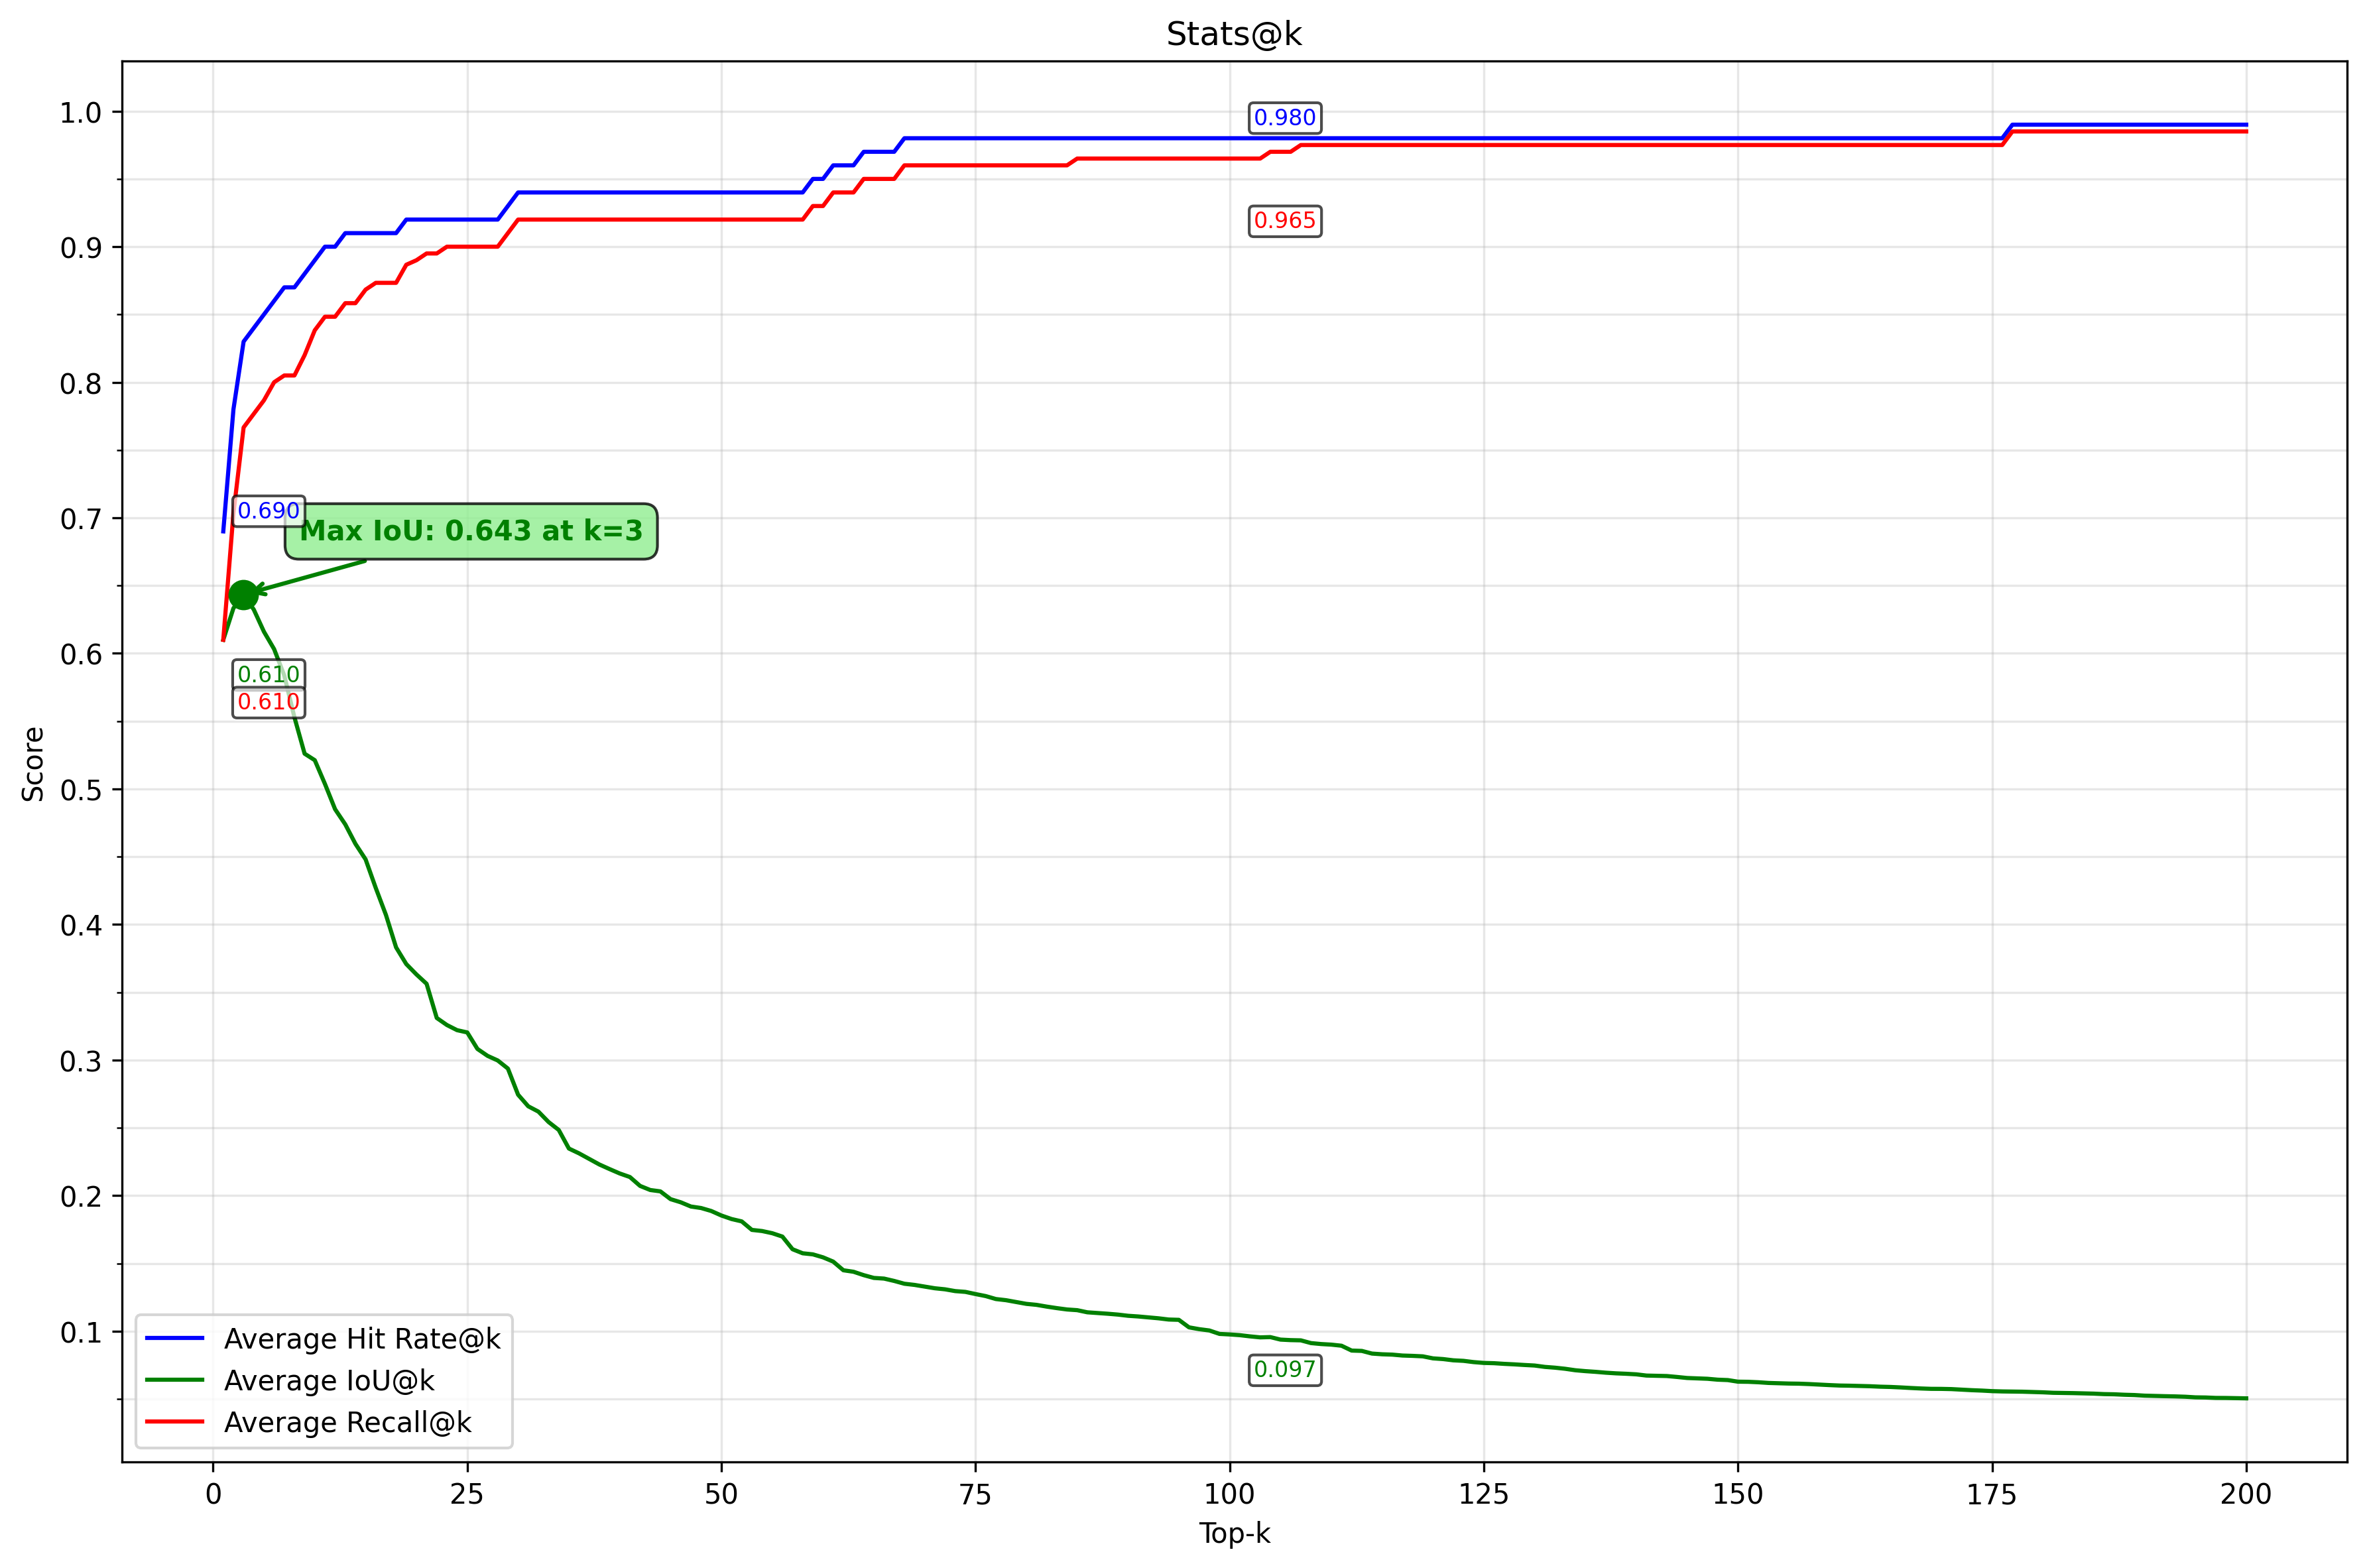 Stats@k
1.0
0.9
0.8
0.7
0.6
0.5
0.4
0.3
0.2
0.1
Score
0.980
0.965
0.690
Max IoU: 0.643 at k=3
0.610
0.610
0.097
Average Hit Rate@k
Average IoU@k
Average Recall@k
0 25 50 75 100 125 150 175 200
Top-k